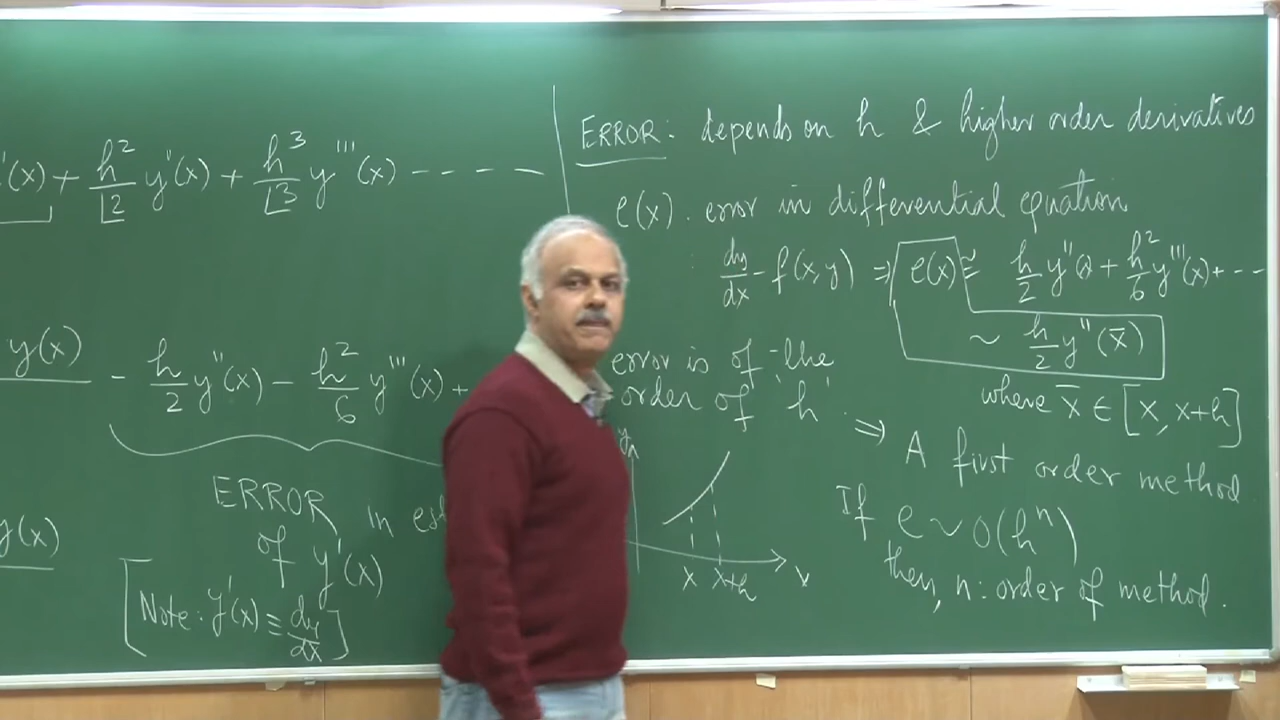 '(x) + h²/⌊2 y'(x) + h³/⌊3 y'''(x) - - - - -
y(x) - h/2 y''(x) - h²/6 y'''(x) +
ERROR in
of y'(x)
y(x)
[Note: y'(x) ≡ dy/dx]
ERROR: depends on h & higher order derivatives
e(x): error in differential equation
: dy/dx - f(x,y) ⇒ e(x) ≅ h/2 y''(x) + h²/6 y'''(x) + - - -
~ h/2 y''(x̄)
where x̄ ∈ [x, x+h]
error is of the
order of 'h'
⇒ A first order method
x x+h x
If e ~ O(hⁿ)
then, n: order of method.